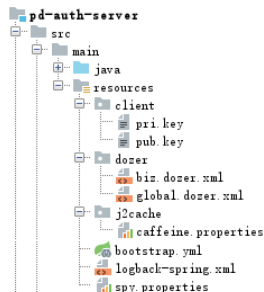 pd-auth-server
src
main
java
resources
client
pri.key
pub.key
dozer
biz.dozer.xml
global.dozer.xml
j2cache
caffeine.properties
bootstrap.yml
logback-spring.xml
spy.properties